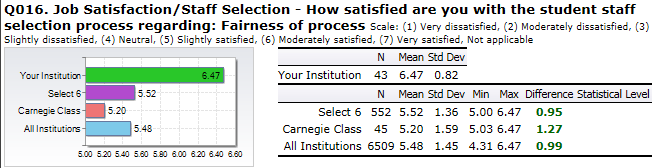 Q016. Job Satisfaction/Staff Selection - How satisfied are you with the student staff
selection process regarding: Fairness of process Scale: (1) Very dissatisfied, (2) Moderately dissatisfied, (3)
Slightly dissatisfied, (4) Neutral, (5) Slightly satisfied, (6) Moderately satisfied, (7) Very satisfied, Not applicable
Your Institution 6.47
Select 6 5.52
Carnegie Class 5.20
All Institutions 5.48
5.00 5.20 5.40 5.60 5.80 6.00 6.20 6.40 6.60
N Mean Std Dev
Your Institution 43 6.47 0.82
N Mean Std Dev Min Max Difference Statistical Level
Select 6 552 5.52 1.36 5.00 6.47 0.95
Carnegie Class 45 5.20 1.59 5.03 6.47 1.27
All Institutions 6509 5.48 1.45 4.31 6.47 0.99